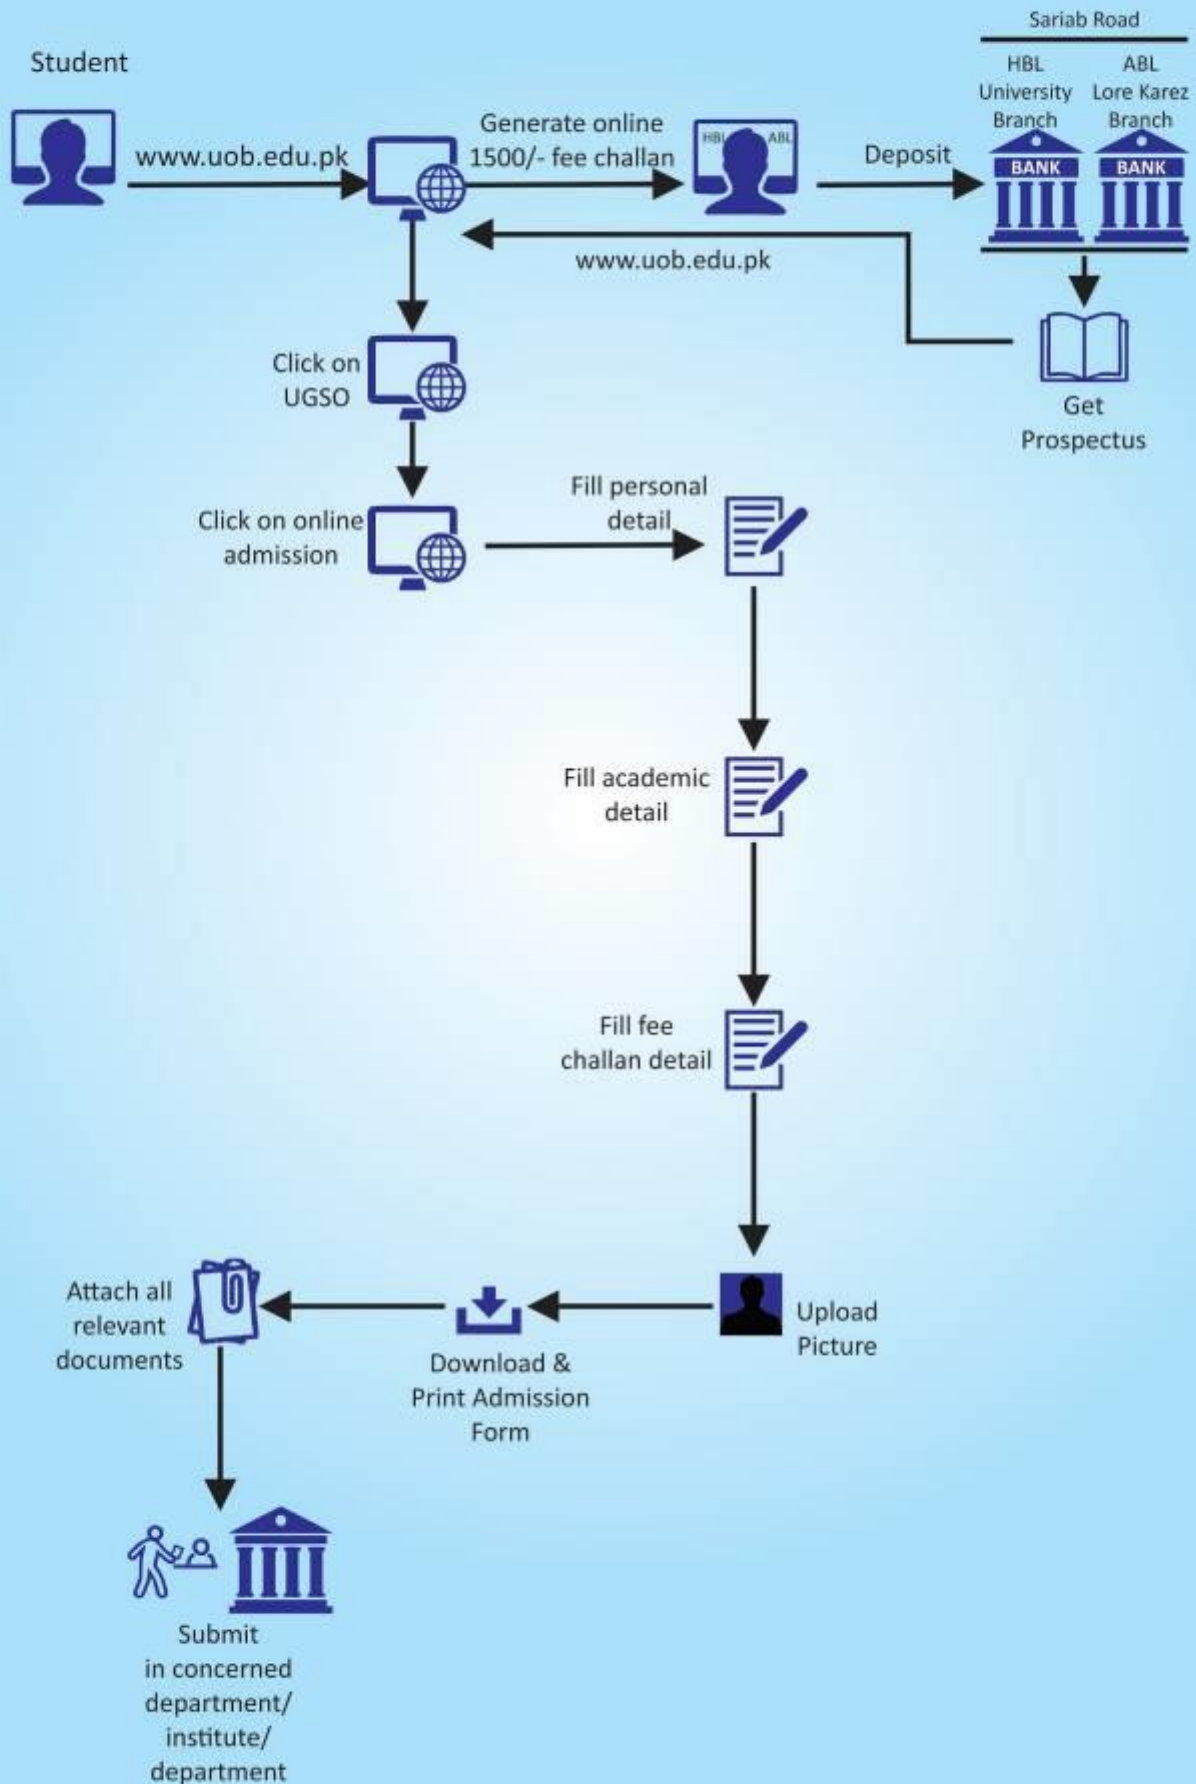 Sariab Road
Student
HBL
University
Branch
ABL
Lore Karez
Branch
www.uob.edu.pk
Generate online
1500/- fee challan
HBL
ABL
Deposit
BANK
BANK
www.uob.edu.pk
Get
Prospectus
Click on
UGSO
Click on online
admission
Fill personal
detail
Fill academic
detail
Fill fee
challan detail
Upload
Picture
Download &
Print Admission
Form
Attach all
relevant
documents
Submit
in concerned
department/
institute/
department